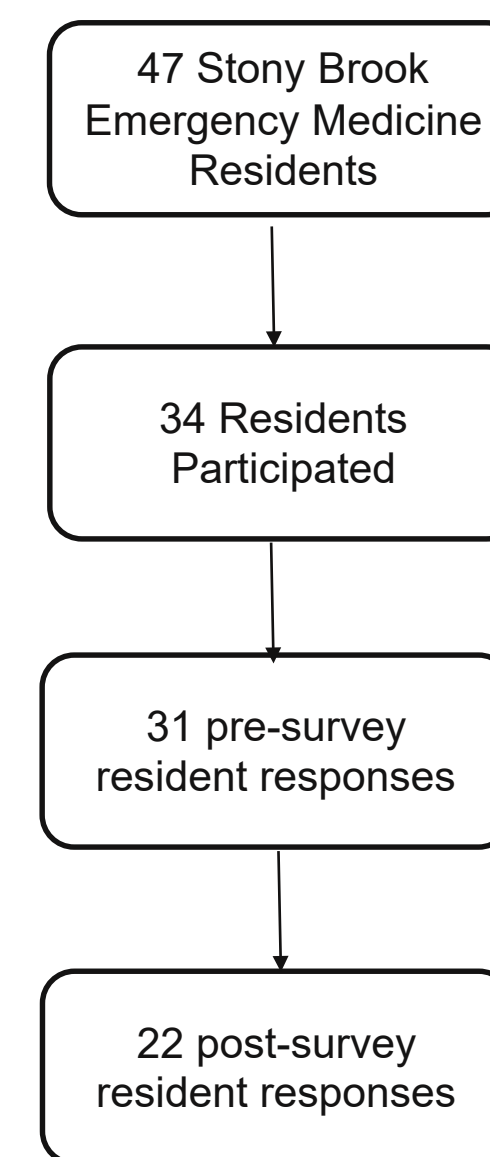 47 Stony Brook
Emergency Medicine
Residents
34 Residents
Participated
31 pre-survey
resident responses
22 post-survey
resident responses